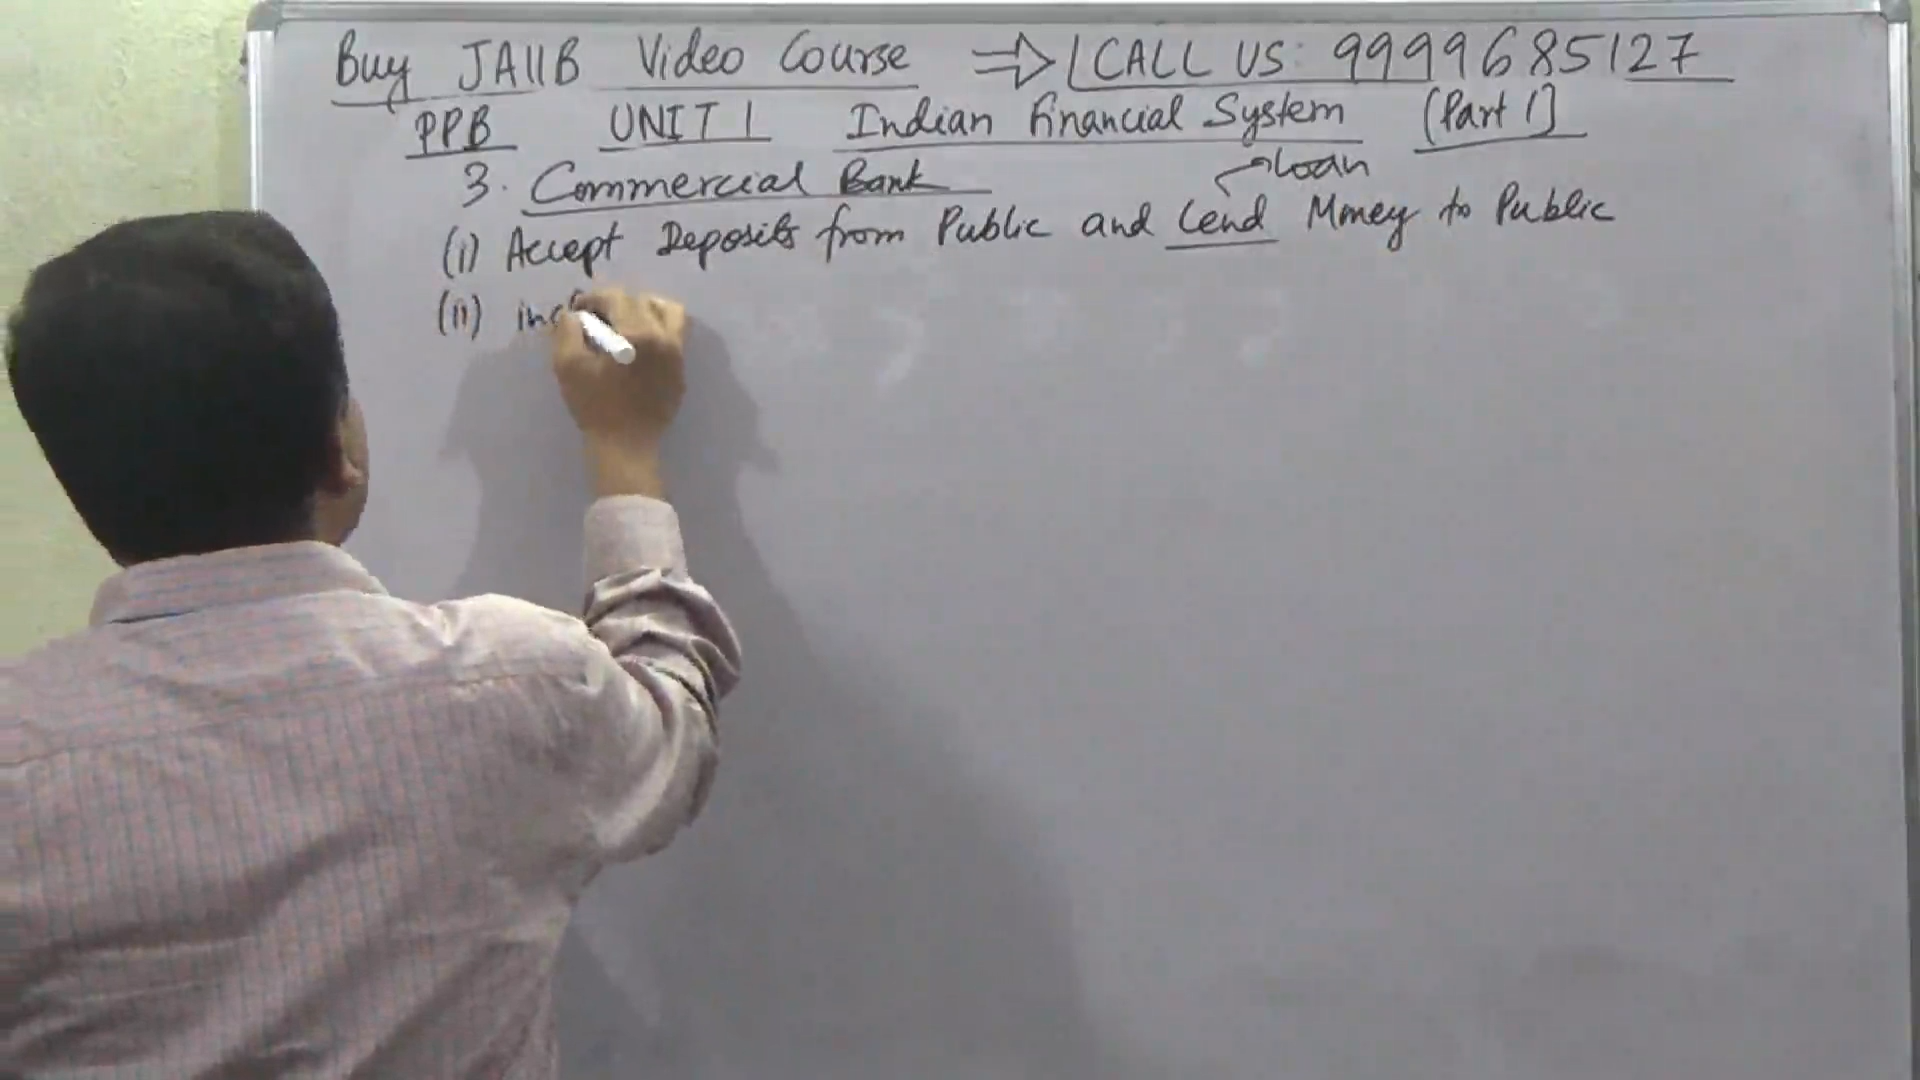 Buy JAIIB Video Course ⇒ CALL US: 9999685127
PPB UNIT 1 Indian Financial System (Part 1)
3. Commercial Bank
Loan
(i) Accept Deposits from Public and Lend Money to Public
(ii)